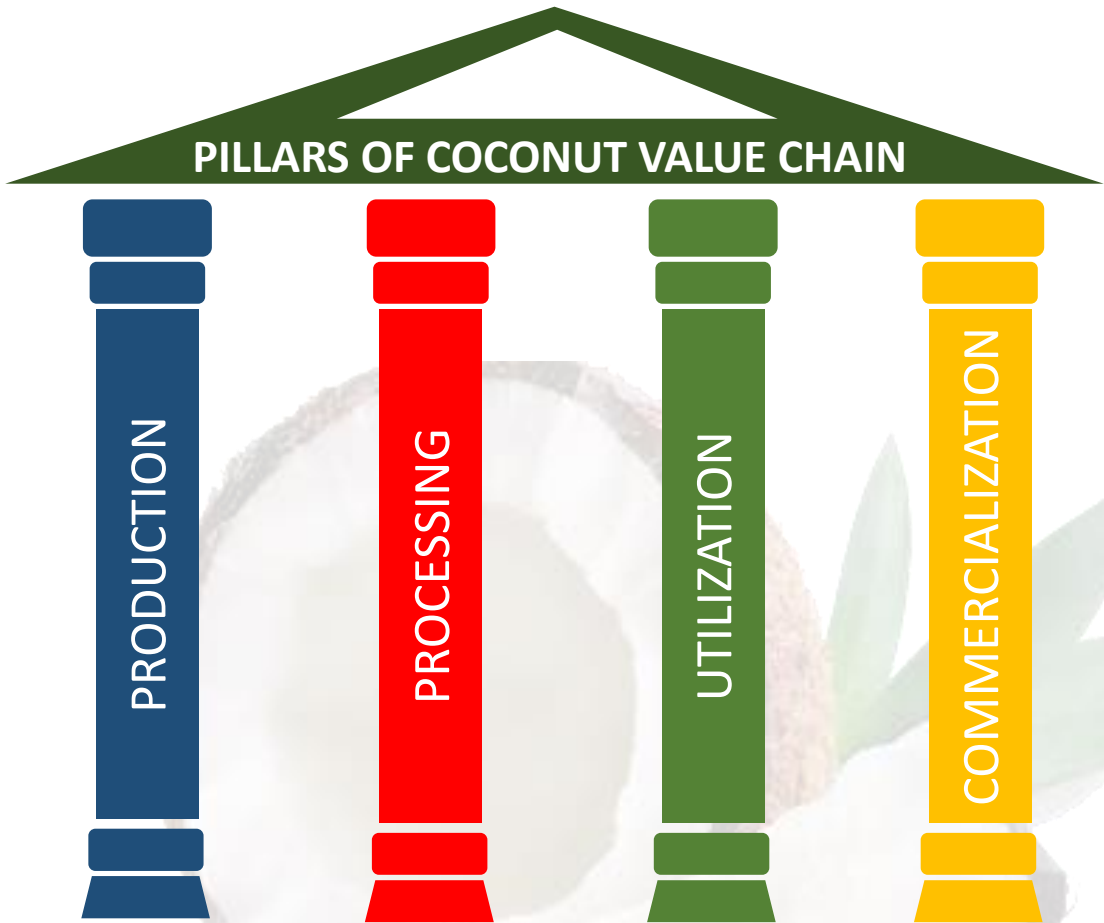 PILLARS OF COCONUT VALUE CHAIN
PRODUCTION
PROCESSING
UTILIZATION
COMMERCIALIZATION